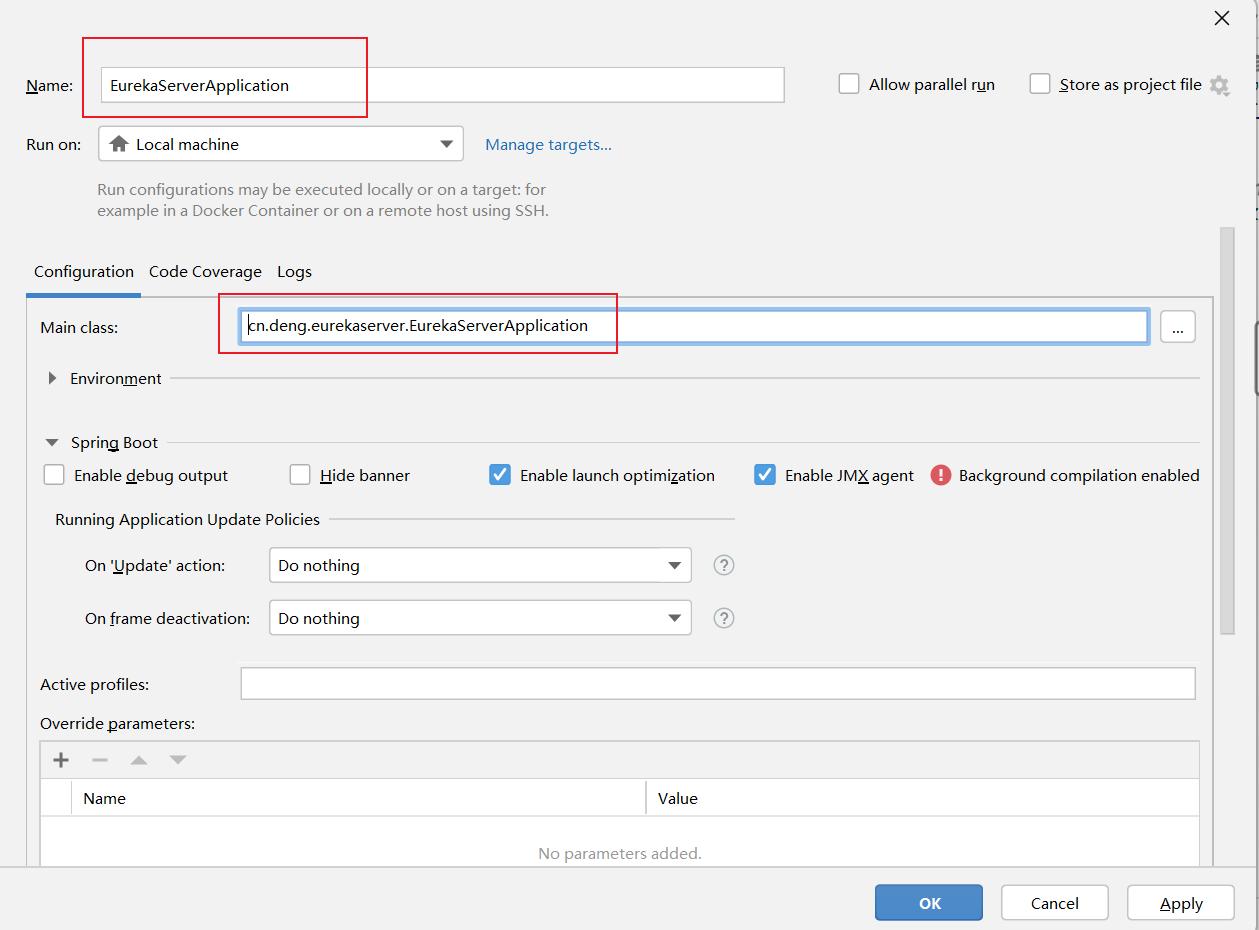 Name: EurekaServerApplication Allow parallel run Store as project file
Run on: Local machine Manage targets...
Run configurations may be executed locally or on a target: for
example in a Docker Container or on a remote host using SSH.
Configuration Code Coverage Logs
Main class: cn.deng.eurekaserver.EurekaServerApplication ...
Environment
Spring Boot
Enable debug output Hide banner Enable launch optimization Enable JMX agent Background compilation enabled
Running Application Update Policies
On 'Update' action: Do nothing ?
On frame deactivation: Do nothing ?
Active profiles:
Override parameters:
Name Value
No parameters added.
OK Cancel Apply